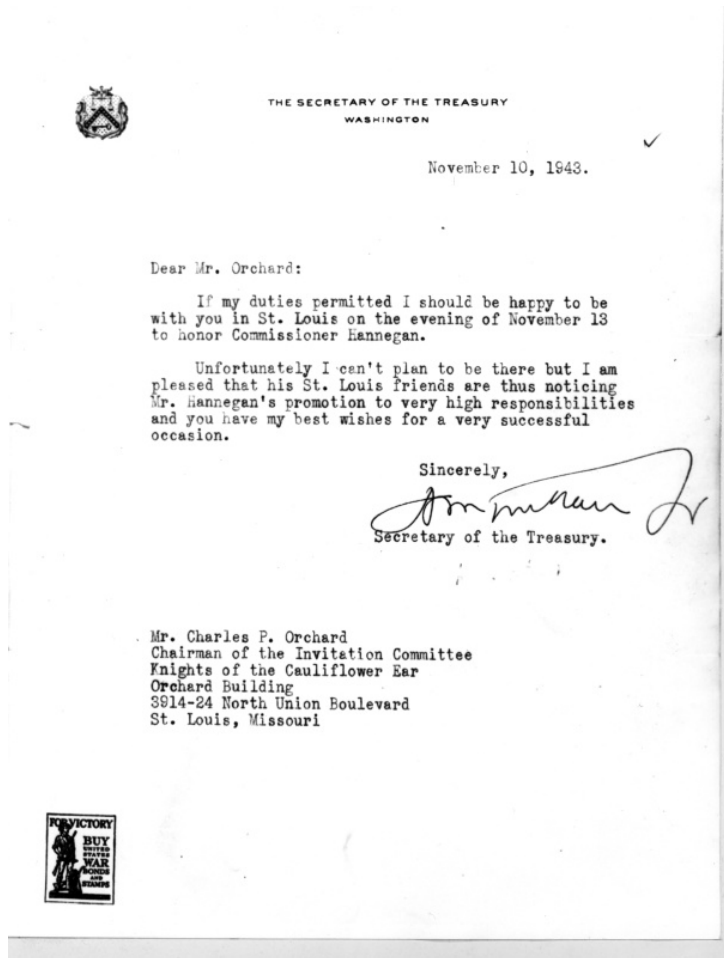 THE SECRETARY OF THE TREASURY
WASHINGTON
November 10, 1943.
Dear Mr. Orchard:
If my duties permitted I should be happy to be
with you in St. Louis on the evening of November 13
to honor Commissioner Hannegan.
Unfortunately I can't plan to be there but I am
pleased that his St. Louis friends are thus noticing
Mr. Hannegan's promotion to very high responsibilities
and you have my best wishes for a very successful
occasion.
Sincerely,
Jr
Secretary of the Treasury.
Mr. Charles P. Orchard
Chairman of the Invitation Committee
Knights of the Cauliflower Ear
Orchard Building
3914-24 North Union Boulevard
St. Louis, Missouri
FOR VICTORY
BUY
UNITED
STATES
WAR
BONDS
AND
STAMPS